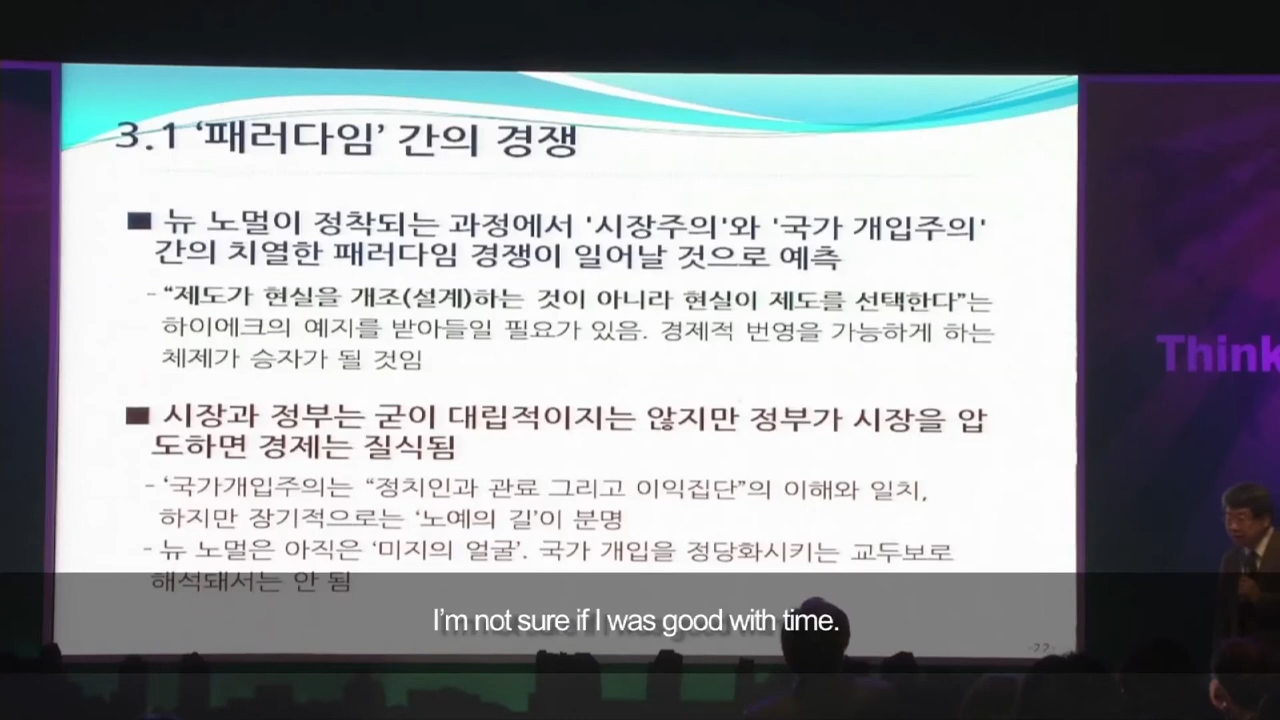 3.1 ‘패러다임’ 간의 경쟁
■ 뉴 노멀이 정착되는 과정에서 '시장주의'와 '국가 개입주의'
간의 치열한 패러다임 경쟁이 일어날 것으로 예측
- “제도가 현실을 개조(설계)하는 것이 아니라 현실이 제도를 선택한다”는
하이에크의 예지를 받아들일 필요가 있음. 경제적 번영을 가능하게 하는
체제가 승자가 될 것임
■ 시장과 정부는 굳이 대립적이지는 않지만 정부가 시장을 압
도하면 경제는 질식됨
- ‘국가개입주의는 “정치인과 관료 그리고 이익집단”의 이해와 일치,
하지만 장기적으로는 ‘노예의 길’이 분명
- 뉴 노멀은 아직은 ‘미지의 얼굴’. 국가 개입을 정당화시키는 교두보로
해석돼서는 안 됨
-22-
Think
I'm not sure if I was good with time.